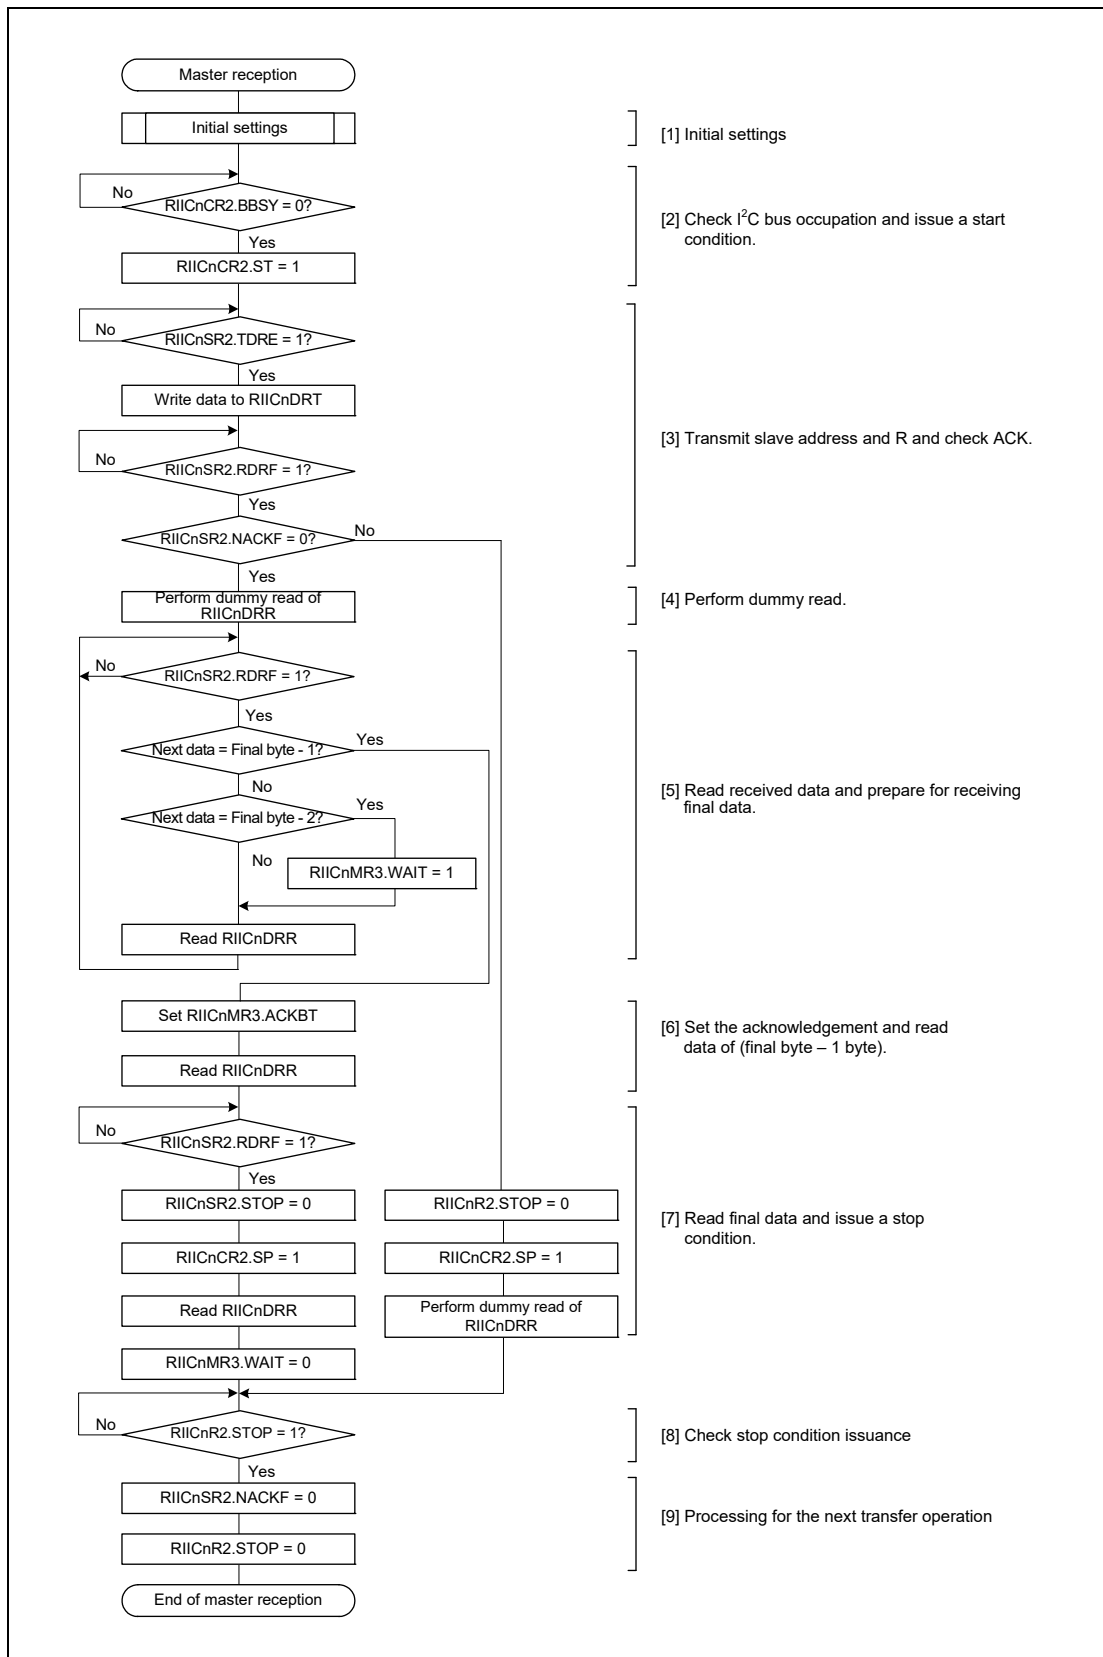 Master reception
Initial settings
[1] Initial settings
No
RIICnCR2.BBSY = 0?
Yes
RIICnCR2.ST = 1
[2] Check I²C bus occupation and issue a start
condition.
No
RIICnSR2.TDRE = 1?
Yes
Write data to RIICnDRT
No
RIICnSR2.RDRF = 1?
Yes
RIICnSR2.NACKF = 0?
No
Yes
[3] Transmit slave address and R and check ACK.
Perform dummy read of
RIICnDRR
[4] Perform dummy read.
No
RIICnSR2.RDRF = 1?
Yes
Next data = Final byte - 1?
Yes
No
Next data = Final byte - 2?
Yes
No
RIICnMR3.WAIT = 1
Read RIICnDRR
[5] Read received data and prepare for receiving
final data.
Set RIICnMR3.ACKBT
Read RIICnDRR
[6] Set the acknowledgement and read
data of (final byte – 1 byte).
No
RIICnSR2.RDRF = 1?
Yes
RIICnSR2.STOP = 0
RIICnCR2.SP = 1
Read RIICnDRR
RIICnMR3.WAIT = 0
RIICnR2.STOP = 0
RIICnCR2.SP = 1
Perform dummy read of
RIICnDRR
[7] Read final data and issue a stop
condition.
No
RIICnR2.STOP = 1?
Yes
[8] Check stop condition issuance
RIICnSR2.NACKF = 0
RIICnR2.STOP = 0
[9] Processing for the next transfer operation
End of master reception